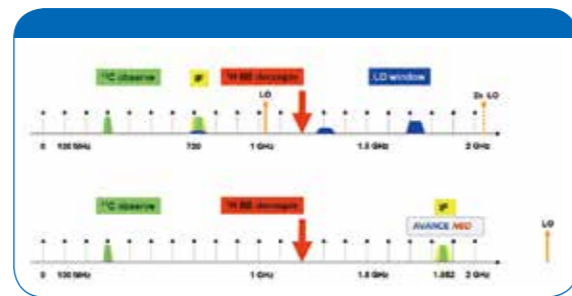 ¹³C observe IF ¹H BB decouple LO window
LO 2x LO
0 100 MHz 720 1 GHz 1.5 GHz 2 GHz
¹³C observe ¹H BB decouple IF
AVANCE NEO
LO
0 100 MHz 1 GHz 1.5 GHz 1.852 2 GHz